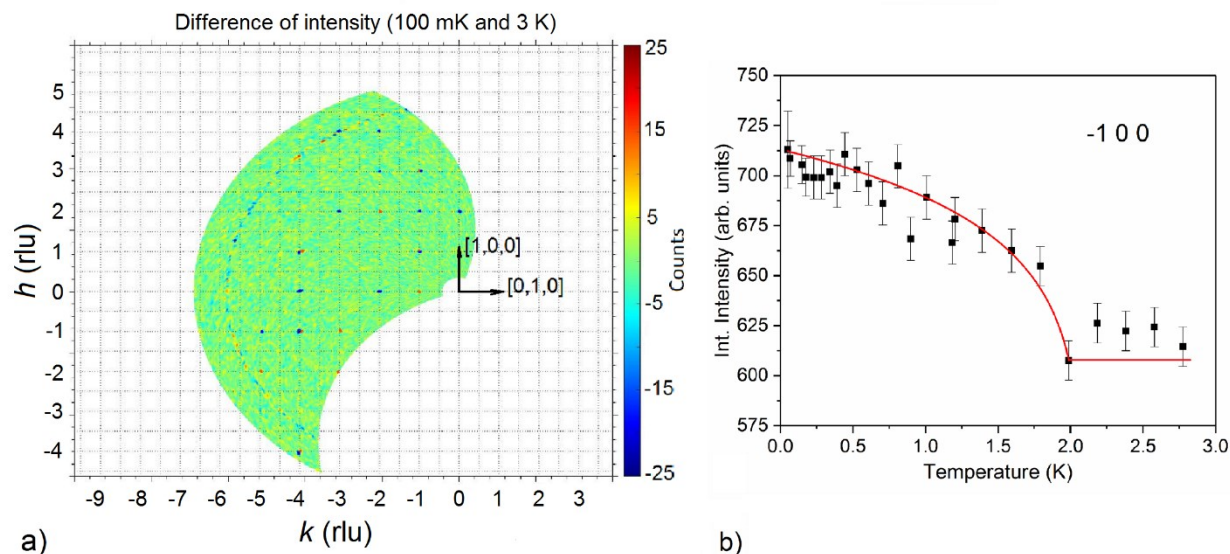 Difference of intensity (100 mK and 3 K)
h (rlu)
5
4
3
2
1
0
-1
-2
-3
-4
[1,0,0]
[0,1,0]
-9 -8 -7 -6 -5 -4 -3 -2 -1 0 1 2 3
k (rlu)
25
15
5
-5
-15
-25
Counts
a)
Int. Intensity (arb. units)
750
725
700
675
650
625
600
575
-1 0 0
0.0 0.5 1.0 1.5 2.0 2.5 3.0
Temperature (K)
b)